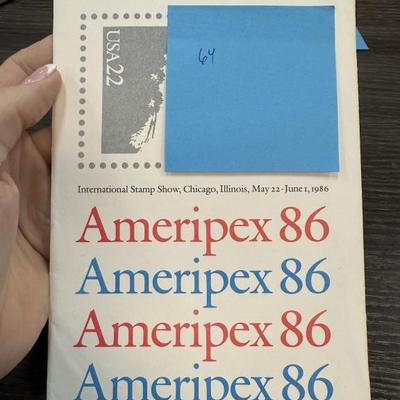 USA 22
64
International Stamp Show, Chicago, Illinois, May 22-June 1, 1986
Ameripex 86
Ameripex 86
Ameripex 86
Ameripex 86